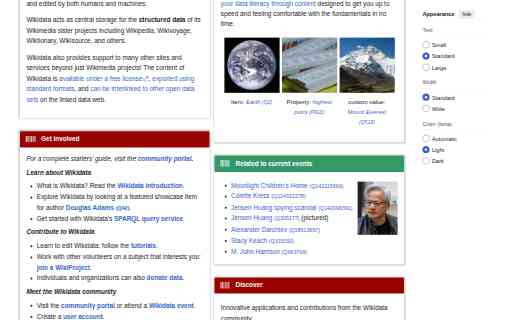 and edited by both humans and machines.
Wikidata acts as central storage for the structured data of its
Wikimedia sister projects including Wikipedia, Wikivoyage,
Wiktionary, Wikisource, and others.
Wikidata also provides support to many other sites and
services beyond just Wikimedia projects! The content of
Wikidata is available under a free license, exported using
standard formats, and can be interlinked to other open data
sets on the linked data web.
Get involved
For a complete starters' guide, visit the community portal.
Learn about Wikidata
• What is Wikidata? Read the Wikidata introduction.
• Explore Wikidata by looking at a featured showcase item
for author Douglas Adams (Q42).
• Get started with Wikidata's SPARQL query service.
Contribute to Wikidata
• Learn to edit Wikidata: follow the tutorials.
• Work with other volunteers on a subject that interests you:
join a WikiProject.
• Individuals and organizations can also donate data.
Meet the Wikidata community
• Visit the community portal or attend a Wikidata event.
• Create a user account.
your data literacy through content designed to get you up to
speed and feeling comfortable with the fundamentals in no
time.
Item: Earth (Q2)
Property: highest
point (P610)
custom value:
Mount Everest
(Q513)
Related to current events
• Moonlight Children's Home
• Colette Kress
• Jensen Huang spying scandal
• Jensen Huang (pictured)
• Alexander Darchiev
• Stacy Keach
• M. John Harrison
Discover
Innovative applications and contributions from the Wikidata
community
Appearance hide
Text
Small
Standard
Large
Width
Standard
Wide
Color (beta)
Automatic
Light
Dark